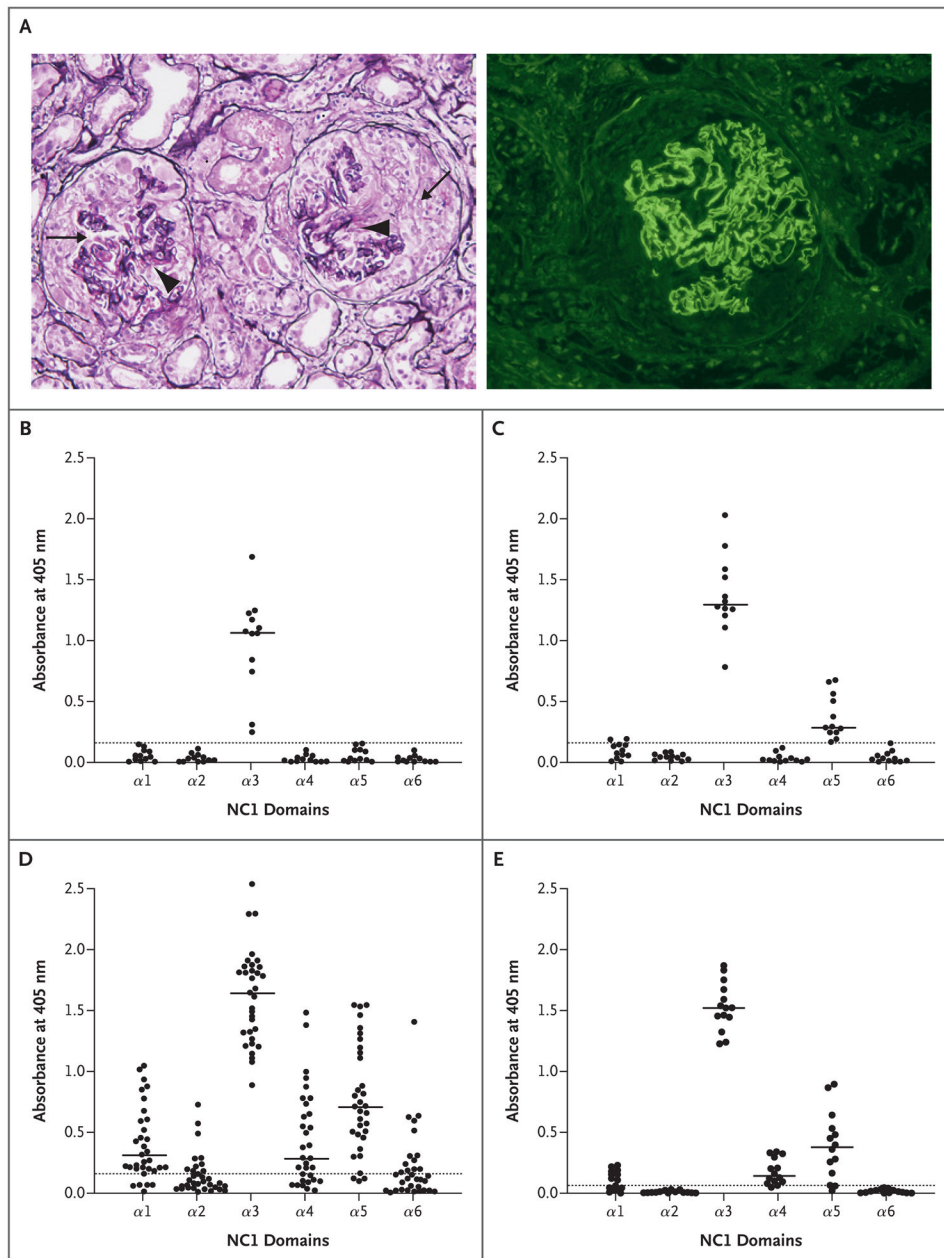 A
B
C
2.5
2.0
1.5
1.0
0.5
0.0
Absorbance at 405 nm
α1 α2 α3 α4 α5 α6
NC1 Domains
2.5
2.0
1.5
1.0
0.5
0.0
Absorbance at 405 nm
α1 α2 α3 α4 α5 α6
NC1 Domains
D
E
2.5
2.0
1.5
1.0
0.5
0.0
Absorbance at 405 nm
α1 α2 α3 α4 α5 α6
NC1 Domains
2.5
2.0
1.5
1.0
0.5
0.0
Absorbance at 405 nm
α1 α2 α3 α4 α5 α6
NC1 Domains